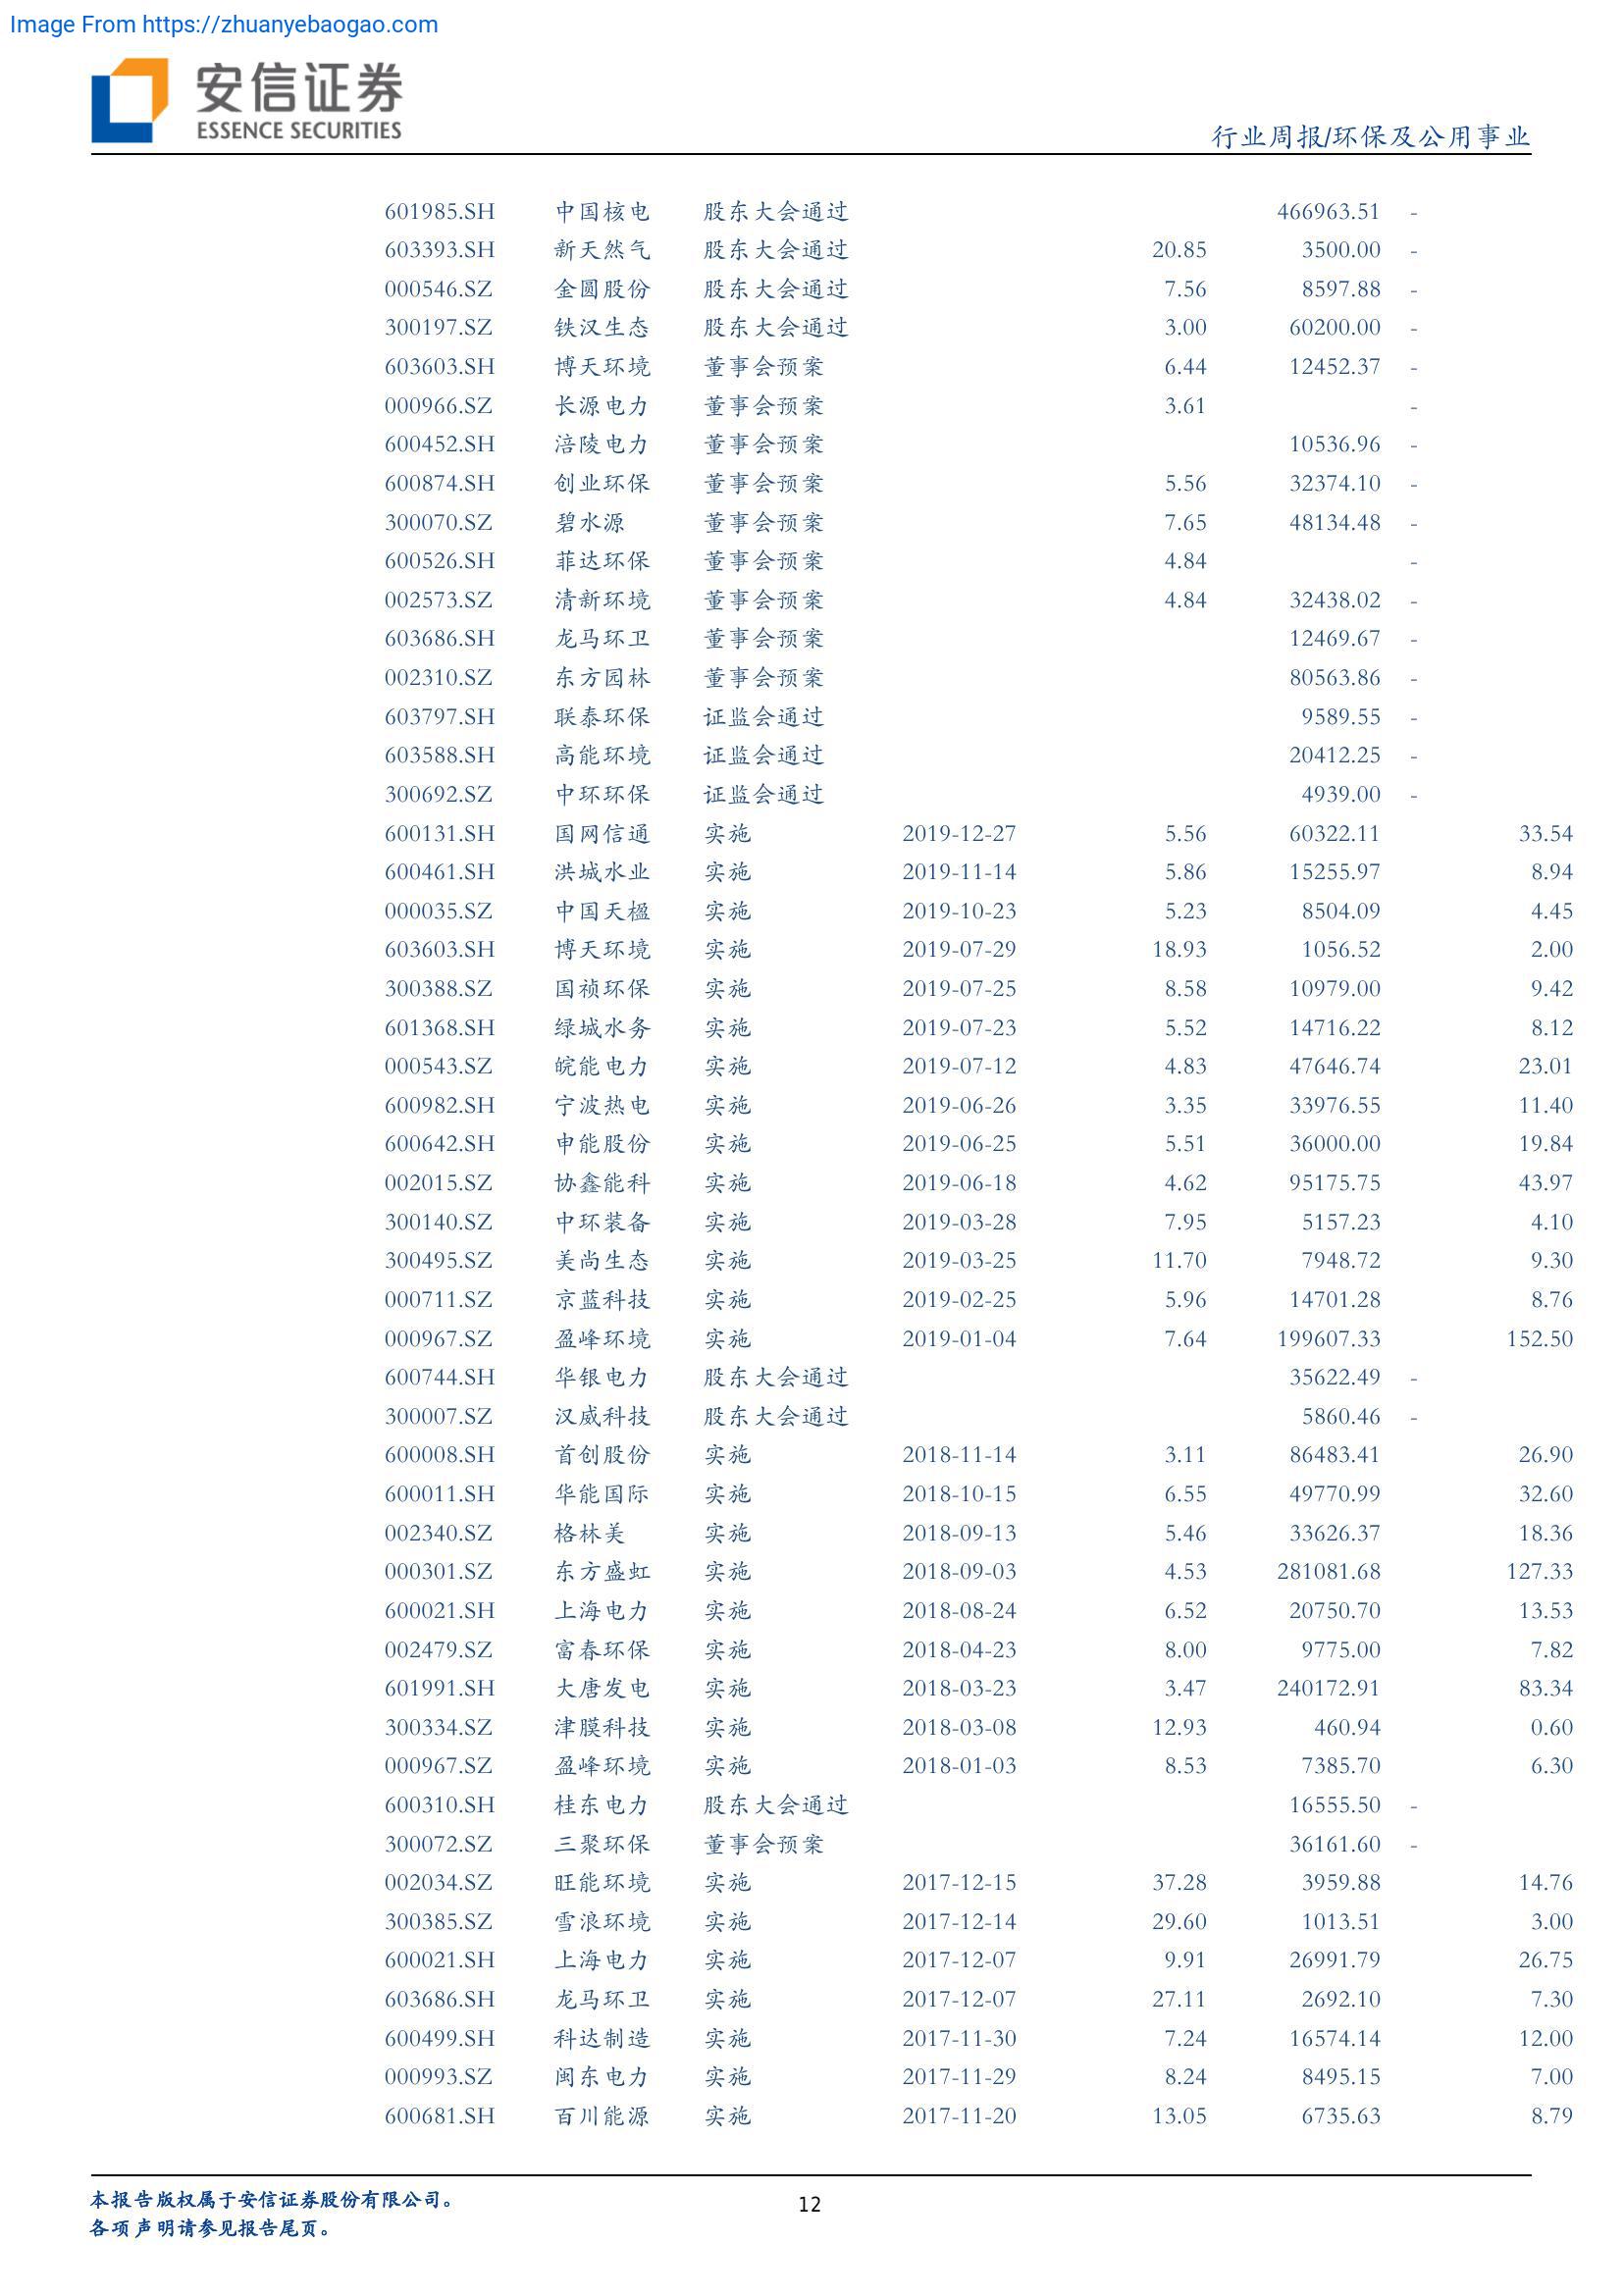 Image From https://zhuanyebaogao.com
安信证券
ESSENCE SECURITIES
行业周报/环保及公用事业
601985.SH 中国核电 股东大会通过 466963.51 -
603393.SH 新天然气 股东大会通过 20.85 3500.00 -
000546.SZ 金圆股份 股东大会通过 7.56 8597.88 -
300197.SZ 铁汉生态 股东大会通过 3.00 60200.00 -
603603.SH 博天环境 董事会预案 6.44 12452.37 -
000966.SZ 长源电力 董事会预案 3.61 -
600452.SH 涪陵电力 董事会预案 10536.96 -
600874.SH 创业环保 董事会预案 5.56 32374.10 -
300070.SZ 碧水源 董事会预案 7.65 48134.48 -
600526.SH 菲达环保 董事会预案 4.84 -
002573.SZ 清新环境 董事会预案 4.84 32438.02 -
603686.SH 龙马环卫 董事会预案 12469.67 -
002310.SZ 东方园林 董事会预案 80563.86 -
603797.SH 联泰环保 证监会通过 9589.55 -
603588.SH 高能环境 证监会通过 20412.25 -
300692.SZ 中环环保 证监会通过 4939.00 -
600131.SH 国网信通 实施 2019-12-27 5.56 60322.11 33.54
600461.SH 洪城水业 实施 2019-11-14 5.86 15255.97 8.94
000035.SZ 中国天楹 实施 2019-10-23 5.23 8504.09 4.45
603603.SH 博天环境 实施 2019-07-29 18.93 1056.52 2.00
300388.SZ 国祯环保 实施 2019-07-25 8.58 10979.00 9.42
601368.SH 绿城水务 实施 2019-07-23 5.52 14716.22 8.12
000543.SZ 皖能电力 实施 2019-07-12 4.83 47646.74 23.01
600982.SH 宁波热电 实施 2019-06-26 3.35 33976.55 11.40
600642.SH 申能股份 实施 2019-06-25 5.51 36000.00 19.84
002015.SZ 协鑫能科 实施 2019-06-18 4.62 95175.75 43.97
300140.SZ 中环装备 实施 2019-03-28 7.95 5157.23 4.10
300495.SZ 美尚生态 实施 2019-03-25 11.70 7948.72 9.30
000711.SZ 京蓝科技 实施 2019-02-25 5.96 14701.28 8.76
000967.SZ 盈峰环境 实施 2019-01-04 7.64 199607.33 152.50
600744.SH 华银电力 股东大会通过 35622.49 -
300007.SZ 汉威科技 股东大会通过 5860.46 -
600008.SH 首创股份 实施 2018-11-14 3.11 86483.41 26.90
600011.SH 华能国际 实施 2018-10-15 6.55 49770.99 32.60
002340.SZ 格林美 实施 2018-09-13 5.46 33626.37 18.36
000301.SZ 东方盛虹 实施 2018-09-03 4.53 281081.68 127.33
600021.SH 上海电力 实施 2018-08-24 6.52 20750.70 13.53
002479.SZ 富春环保 实施 2018-04-23 8.00 9775.00 7.82
601991.SH 大唐发电 实施 2018-03-23 3.47 240172.91 83.34
300334.SZ 津膜科技 实施 2018-03-08 12.93 460.94 0.60
000967.SZ 盈峰环境 实施 2018-01-03 8.53 7385.70 6.30
600310.SH 桂东电力 股东大会通过 16555.50 -
300072.SZ 三聚环保 董事会预案 36161.60 -
002034.SZ 旺能环境 实施 2017-12-15 37.28 3959.88 14.76
300385.SZ 雪浪环境 实施 2017-12-14 29.60 1013.51 3.00
600021.SH 上海电力 实施 2017-12-07 9.91 26991.79 26.75
603686.SH 龙马环卫 实施 2017-12-07 27.11 2692.10 7.30
600499.SH 科达制造 实施 2017-11-30 7.24 16574.14 12.00
000993.SZ 闽东电力 实施 2017-11-29 8.24 8495.15 7.00
600681.SH 百川能源 实施 2017-11-20 13.05 6735.63 8.79
本报告版权属于安信证券股份有限公司。
12
各项声明请参见报告尾页。